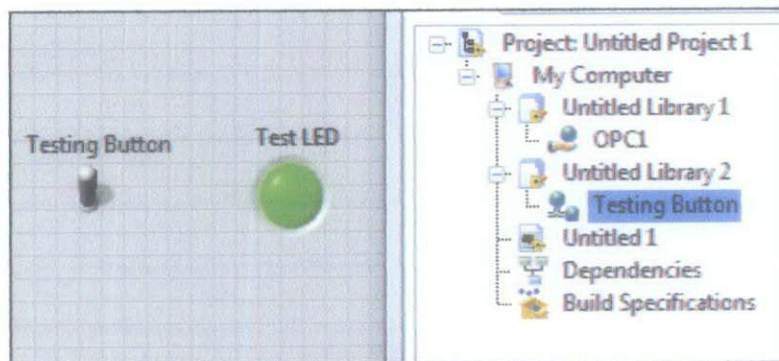 Testing Button
Test LED
Project: Untitled Project 1
My Computer
Untitled Library 1
OPC1
Untitled Library 2
Testing Button
Untitled 1
Dependencies
Build Specifications